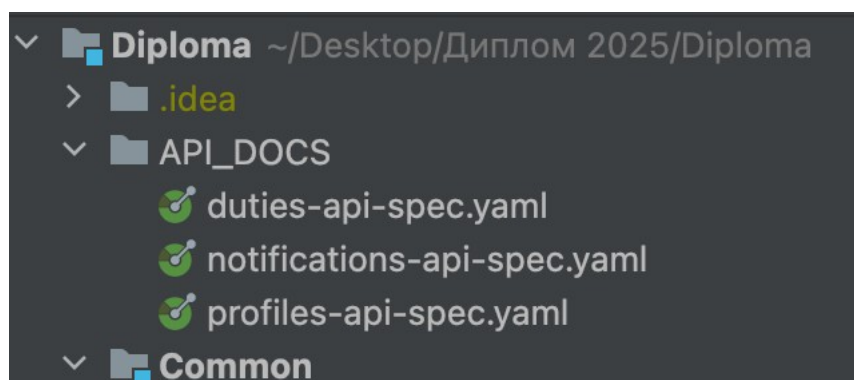 Diploma ~/Desktop/Диплом 2025/Diploma
.idea
API_DOCS
duties-api-spec.yaml
notifications-api-spec.yaml
profiles-api-spec.yaml
Common